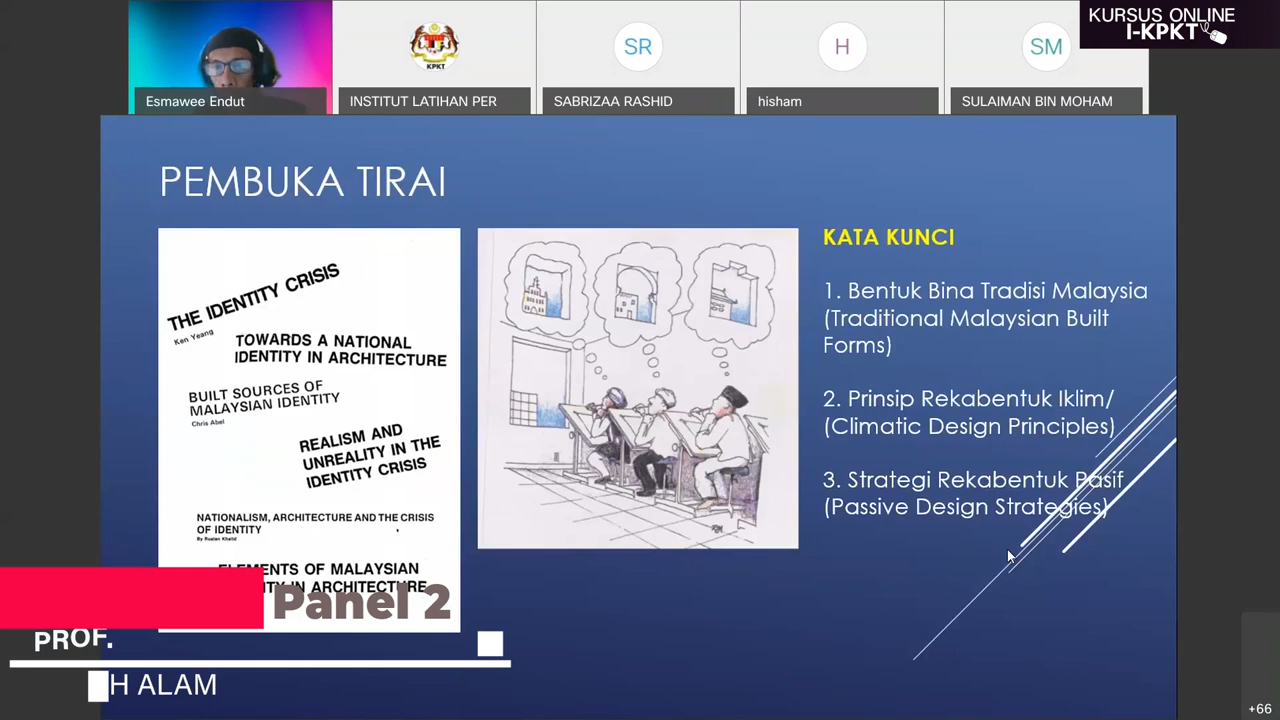 KURSUS ONLINE
I-KPKT
KPKT
SR
H
SM
Esmawee Endut
INSTITUT LATIHAN PER
SABRIZAA RASHID
hisham
SULAIMAN BIN MOHAM
PEMBUKA TIRAI
THE IDENTITY CRISIS
Ken Yeang
TOWARDS A NATIONAL
IDENTITY IN ARCHITECTURE
BUILT SOURCES OF
MALAYSIAN IDENTITY
Chris Abel
REALISM AND
UNREALITY IN THE
IDENTITY CRISIS
NATIONALISM, ARCHITECTURE AND THE CRISIS
OF IDENTITY
By Ruslan Khalid
ELEMENTS OF MALAYSIAN
IN ARCHITECTURE
KATA KUNCI
1. Bentuk Bina Tradisi Malaysia
(Traditional Malaysian Built
Forms)
2. Prinsip Rekabentuk Iklim/
(Climatic Design Principles)
3. Strategi Rekabentuk Pasif
(Passive Design Strategies)
Panel 2
PROF.
H ALAM
+66